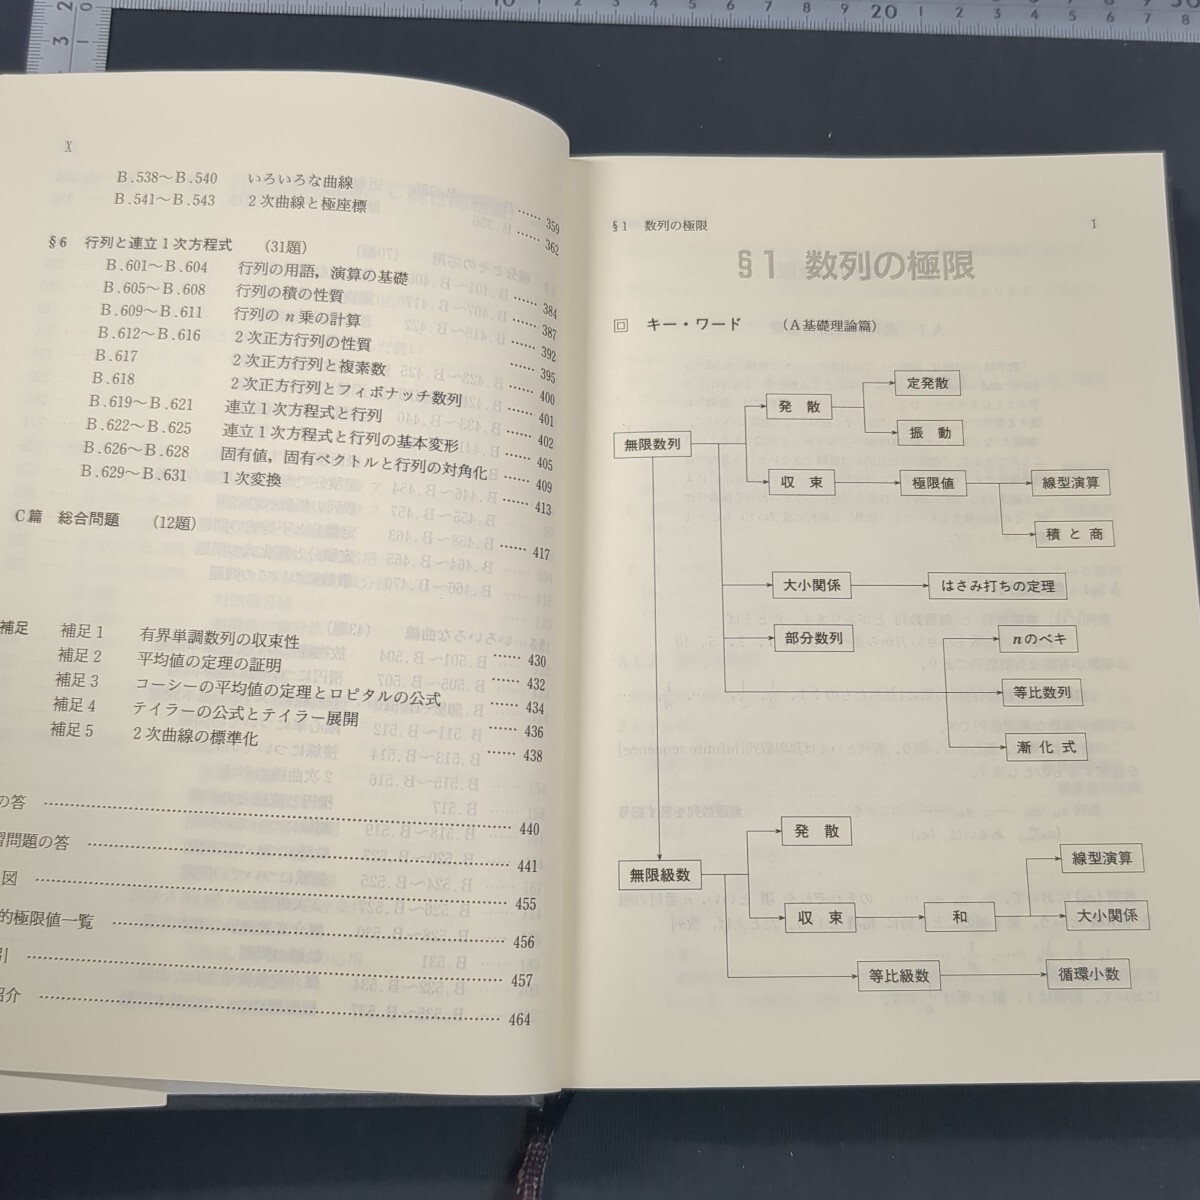 X
B.538〜B.540 いろいろな曲線 …… 359
B.541〜B.543 2次曲線と極座標 …… 362
§6 行列と連立1次方程式 (31題)
B.601〜B.604 行列の用語,演算の基礎 …… 384
B.605〜B.608 行列の積の性質 …… 387
B.609〜B.611 行列のn乗の計算 …… 392
B.612〜B.616 2次正方行列の性質 …… 395
B.617 2次正方行列と複素数 …… 400
B.618 2次正方行列とフィボナッチ数列 …… 401
B.619〜B.621 連立1次方程式と行列 …… 402
B.622〜B.625 連立1次方程式と行列の基本変形 …… 405
B.626〜B.628 固有値,固有ベクトルと行列の対角化 …… 409
B.629〜B.631 1次変換 …… 413
C篇 総合問題 (12題) …… 417
補足 補足1 有界単調数列の収束性 …… 430
補足2 平均値の定理の証明 …… 432
補足3 コーシーの平均値の定理とロピタルの公式 …… 434
補足4 テイラーの公式とテイラー展開 …… 436
補足5 2次曲線の標準化 …… 438
の答 …… 440
習問題の答 …… 441
図 …… 455
的極限値一覧 …… 456
引 …… 457
紹介 …… 464
§1 数列の極限 1
§1 数列の極限
回 キー・ワード (A基礎理論篇)
定発散
発 散
振 動
無限数列
収 束
極限値
線型演算
積 と 商
大小関係
はさみ打ちの定理
部分数列
nのベキ
等比数列
漸 化 式
発 散
無限級数
線型演算
収 束
和
大小関係
等比級数
循環小数